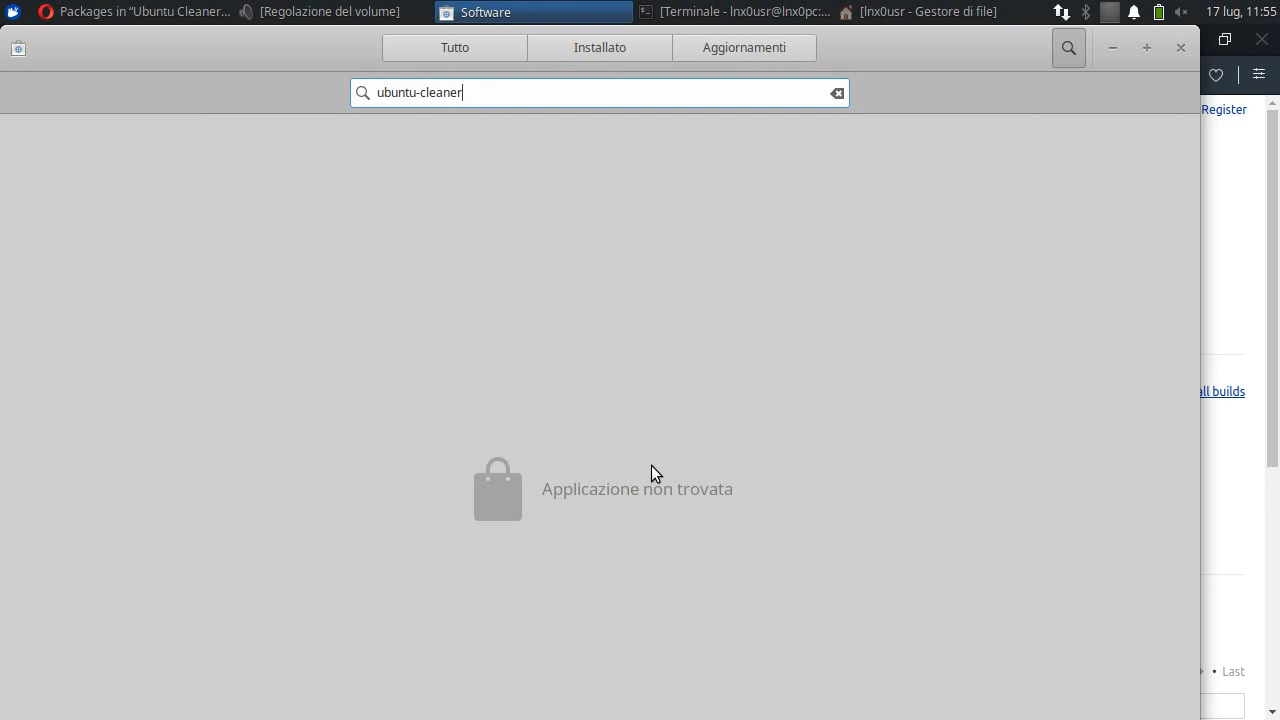 Packages in “Ubuntu Cleaner...
[Regolazione del volume]
Software
[Terminale - lnx0usr@lnx0pc:...
[lnx0usr - Gestore di file]
17 lug, 11:55
Tutto
Installato
Aggiornamenti
ubuntu-cleaner
Register
all builds
Applicazione non trovata
• Last